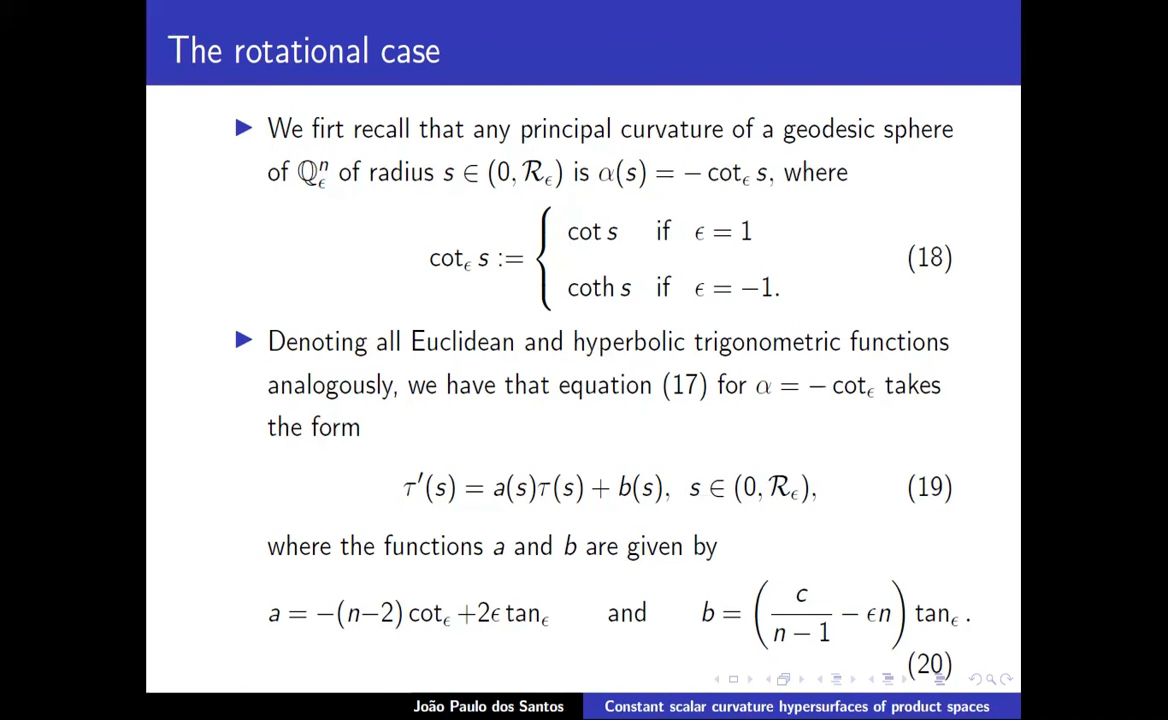 The rotational case
▶ We firt recall that any principal curvature of a geodesic sphere
of ℚⁿ_ϵ of radius s ∈ (0, 𝓡_ϵ) is α(s) = − cot_ϵ s, where
cot_ϵ s := { cot s if ϵ = 1
coth s if ϵ = −1. (18)
▶ Denoting all Euclidean and hyperbolic trigonometric functions
analogously, we have that equation (17) for α = − cot_ϵ takes
the form
τ′(s) = a(s)τ(s) + b(s), s ∈ (0, 𝓡_ϵ), (19)
where the functions a and b are given by
a = −(n−2) cot_ϵ +2ϵ tan_ϵ and b = (c/(n − 1) − ϵn) tan_ϵ .
(20)
João Paulo dos Santos Constant scalar curvature hypersurfaces of product spaces